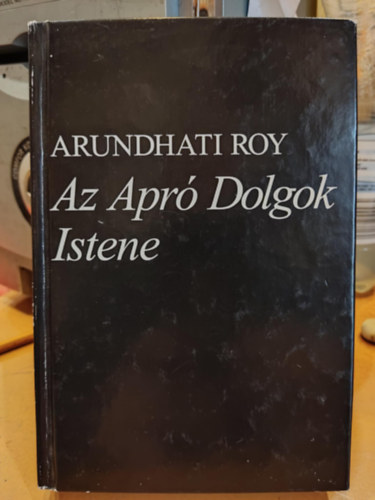 ARUNDHATI ROY
Az Apró Dolgok
Istene